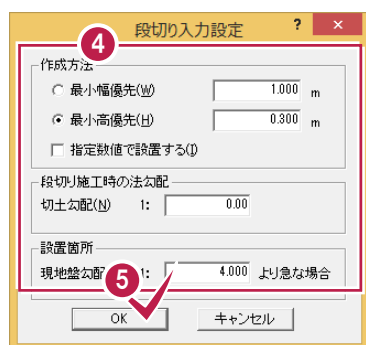 段切り入力設定 ? ×
4
作成方法
最小幅優先(W) 1.000 m
最小高優先(H) 0.300 m
指定数値で設置する(I)
段切り施工時の法勾配
切土勾配(N) 1: 0.00
設置箇所
現地盤勾配 1: 4.000 より急な場合
5
OK キャンセル